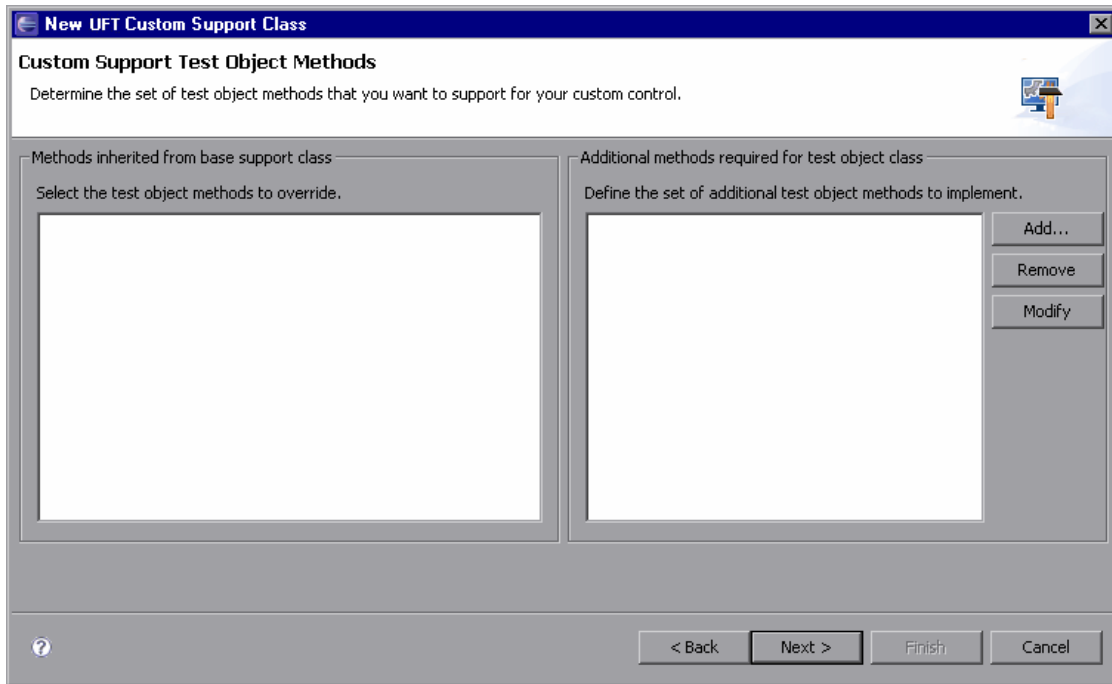 New UFT Custom Support Class
Custom Support Test Object Methods
Determine the set of test object methods that you want to support for your custom control.
Methods inherited from base support class
Select the test object methods to override.
Additional methods required for test object class
Define the set of additional test object methods to implement.
Add...
Remove
Modify
?
< Back
Next >
Finish
Cancel